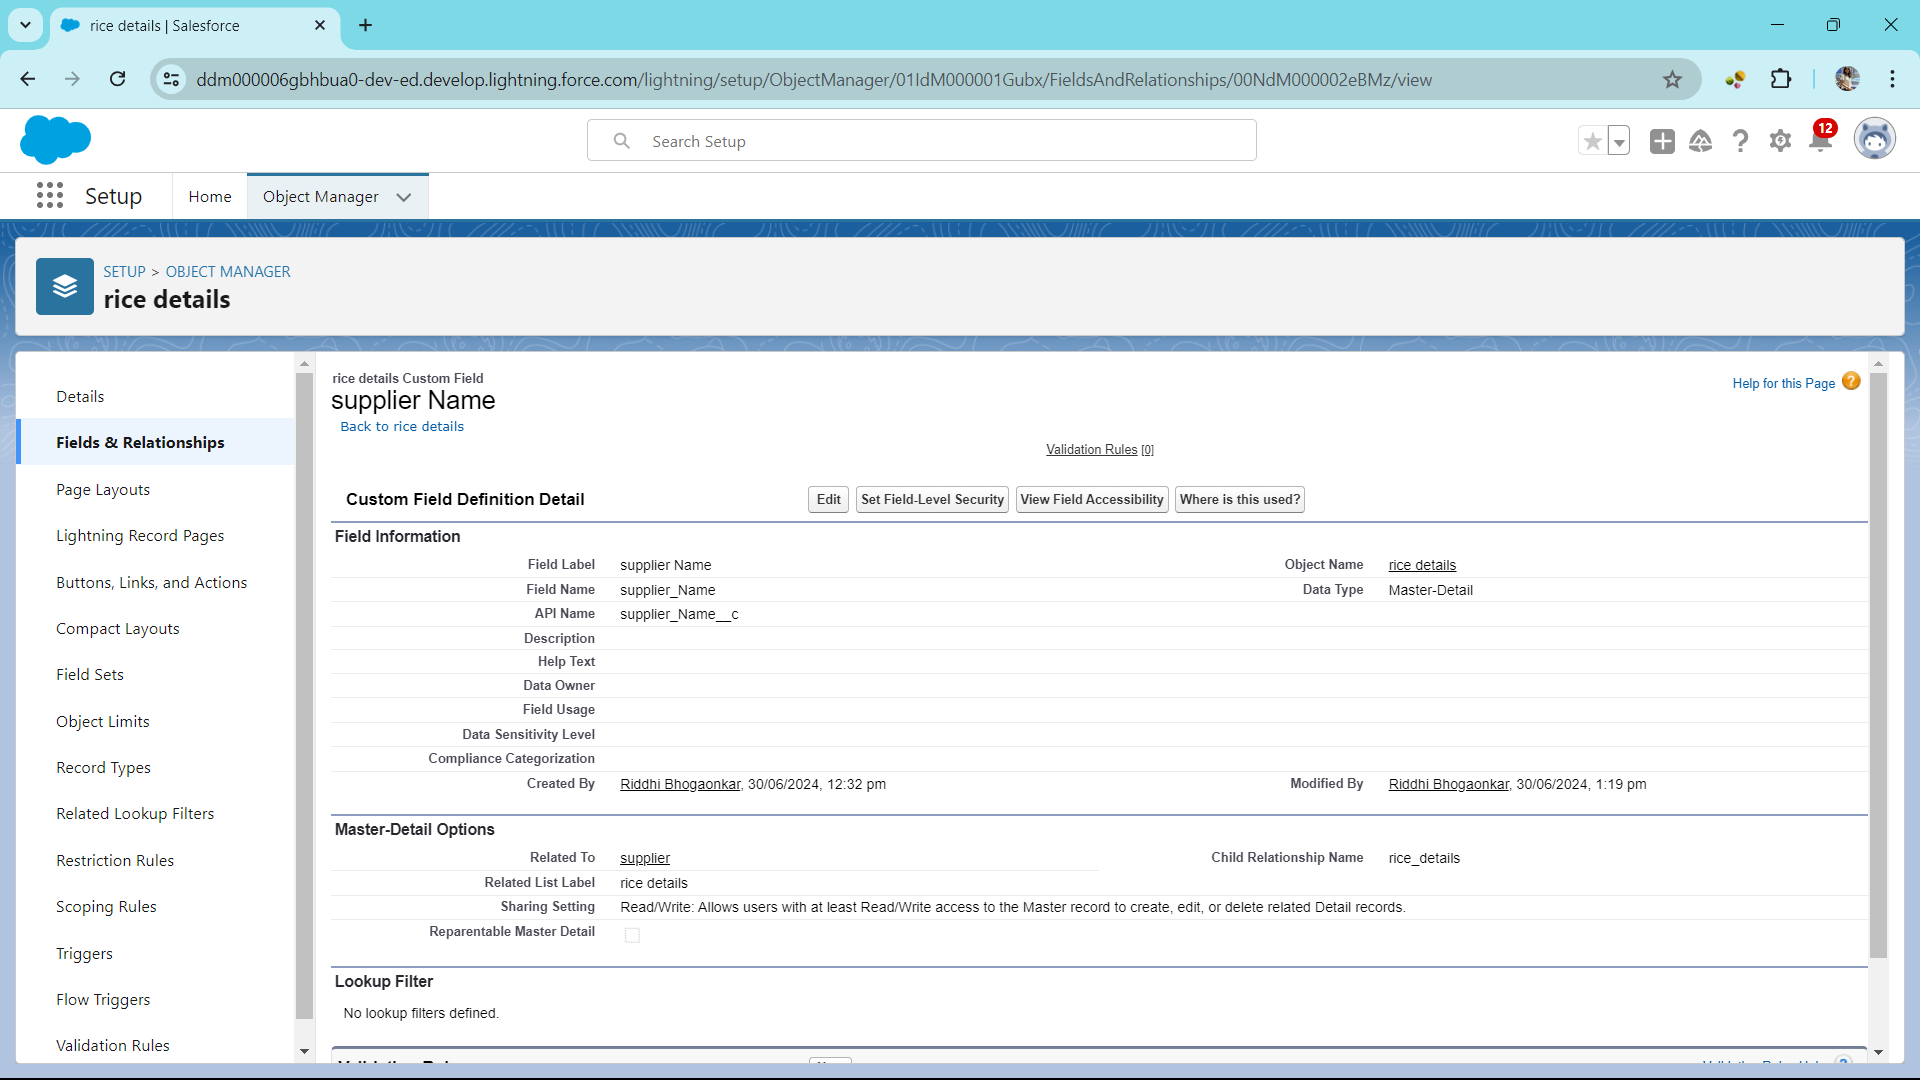 rice details | Salesforce
ddm000006gbhbua0-dev-ed.develop.lightning.force.com/lightning/setup/ObjectManager/01IdM000001Gubx/FieldsAndRelationships/00NdM000002eBMz/view
Search Setup
12
Setup
Home
Object Manager
SETUP > OBJECT MANAGER
rice details
Details
Fields & Relationships
Page Layouts
Lightning Record Pages
Buttons, Links, and Actions
Compact Layouts
Field Sets
Object Limits
Record Types
Related Lookup Filters
Restriction Rules
Scoping Rules
Triggers
Flow Triggers
Validation Rules
rice details Custom Field
supplier Name
Back to rice details
Help for this Page ?
Validation Rules [0]
Custom Field Definition Detail
Edit
Set Field-Level Security
View Field Accessibility
Where is this used?
Field Information
Field Label supplier Name
Object Name rice details
Field Name supplier_Name
Data Type Master-Detail
API Name supplier_Name__c
Description
Help Text
Data Owner
Field Usage
Data Sensitivity Level
Compliance Categorization
Created By Riddhi Bhogaonkar, 30/06/2024, 12:32 pm
Modified By Riddhi Bhogaonkar, 30/06/2024, 1:19 pm
Master-Detail Options
Related To supplier
Child Relationship Name rice_details
Related List Label rice details
Sharing Setting Read/Write: Allows users with at least Read/Write access to the Master record to create, edit, or delete related Detail records.
Reparentable Master Detail
Lookup Filter
No lookup filters defined.